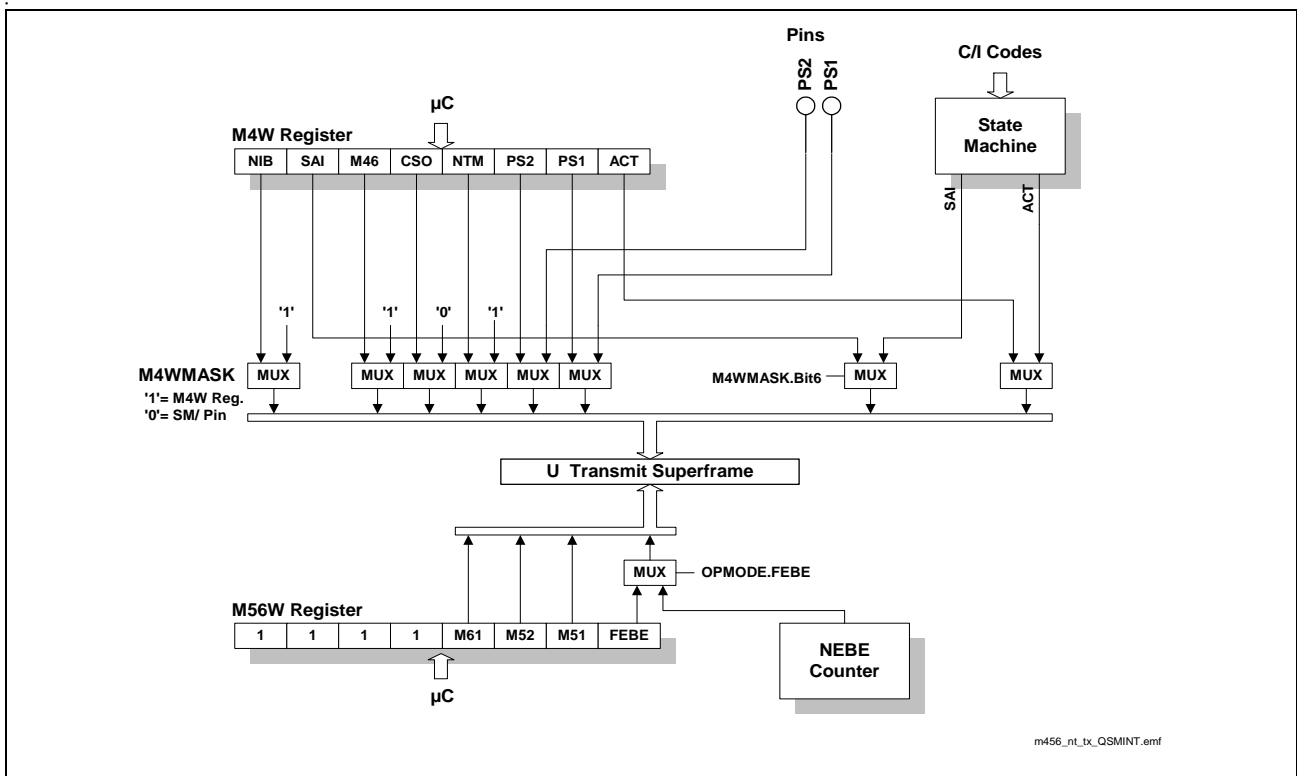 .
Pins
C/I Codes
PS2
PS1
µC
State
Machine
M4W Register
NIB SAI M46 CSO NTM PS2 PS1 ACT
SAI
ACT
'1' '1' '0' '1'
M4WMASK
MUX MUX MUX MUX MUX MUX M4WMASK.Bit6 MUX MUX
'1'= M4W Reg.
'0'= SM/ Pin
U Transmit Superframe
MUX OPMODE.FEBE
M56W Register
1 1 1 1 M61 M52 M51 FEBE
NEBE
Counter
µC
m456_nt_tx_QSMINT.emf